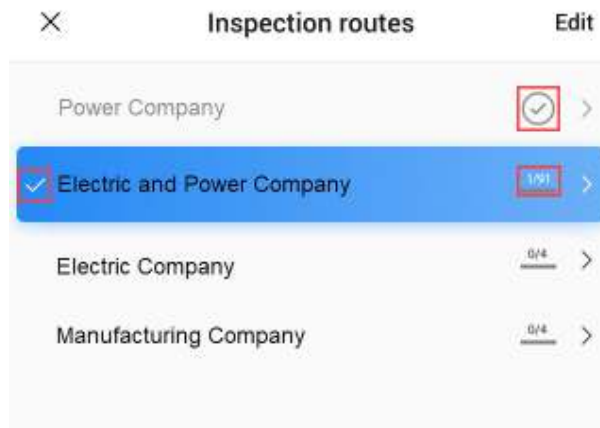 Inspection routes Edit
Power Company
Electric and Power Company 1/91
Electric Company 0/4
Manufacturing Company 0/4